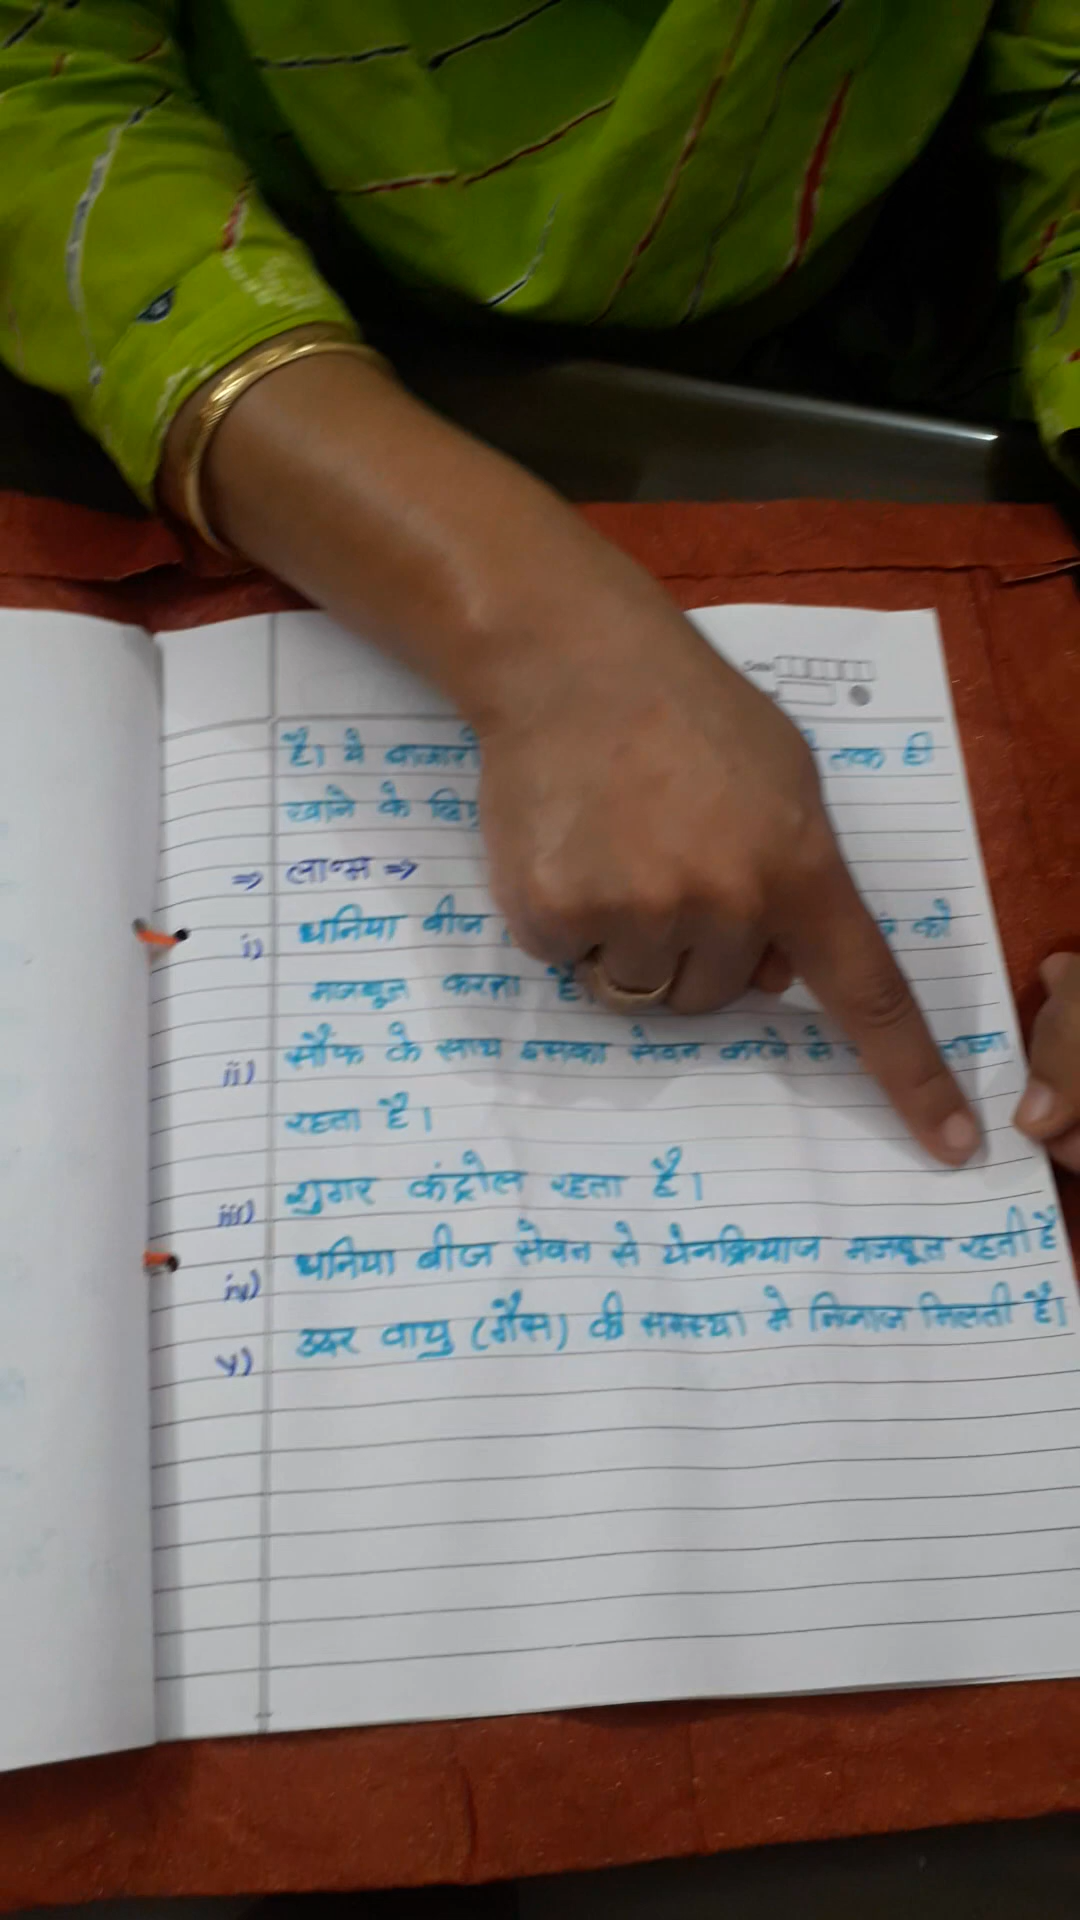 है। ये बाजारों तक ही
खाने के लिए
⇒ लाभ ⇒
i) धनिया बीज को
मजबूत करता है।
ii) सौंफ के साथ इसका सेवन करने से ताजा
रहता है।
iii) शुगर कंट्रोल रहता है।
iv) धनिया बीज सेवन से मजबूत रहती है
v) उदर वायु (गैस) की समस्या से निजात मिलती है।